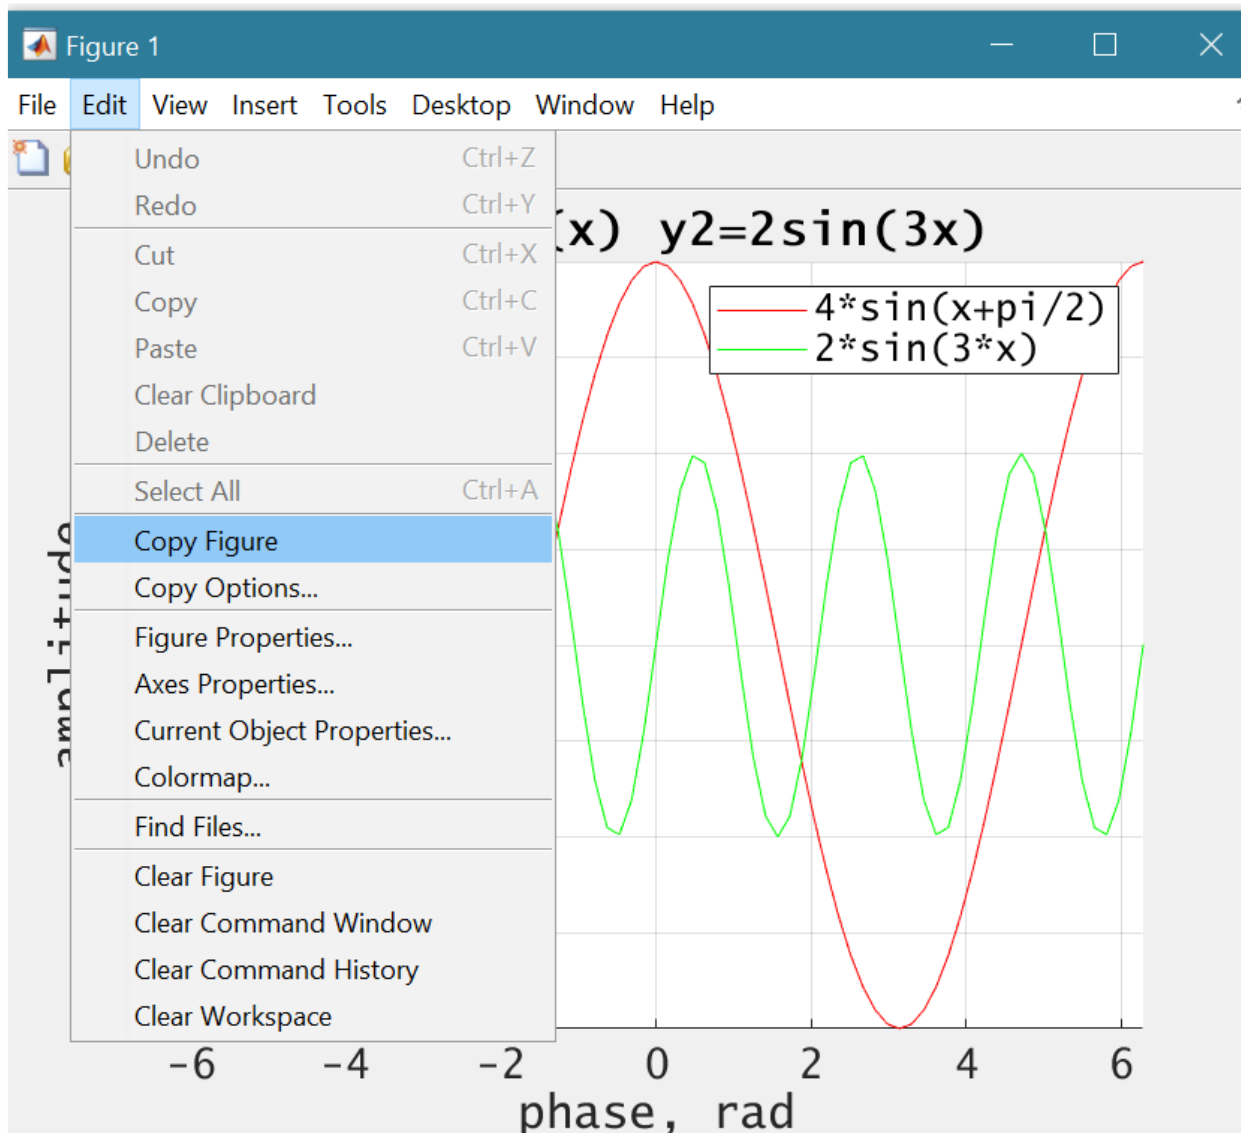 Figure 1
File Edit View Insert Tools Desktop Window Help
Undo Ctrl+Z
Redo Ctrl+Y
Cut Ctrl+X
Copy Ctrl+C
Paste Ctrl+V
Clear Clipboard
Delete
Select All Ctrl+A
Copy Figure
Copy Options...
Figure Properties...
Axes Properties...
Current Object Properties...
Colormap...
Find Files...
Clear Figure
Clear Command Window
Clear Command History
Clear Workspace
(x) y2=2sin(3x)
4*sin(x+pi/2)
2*sin(3*x)
amplitude
-6 -4 -2 0 2 4 6
phase, rad